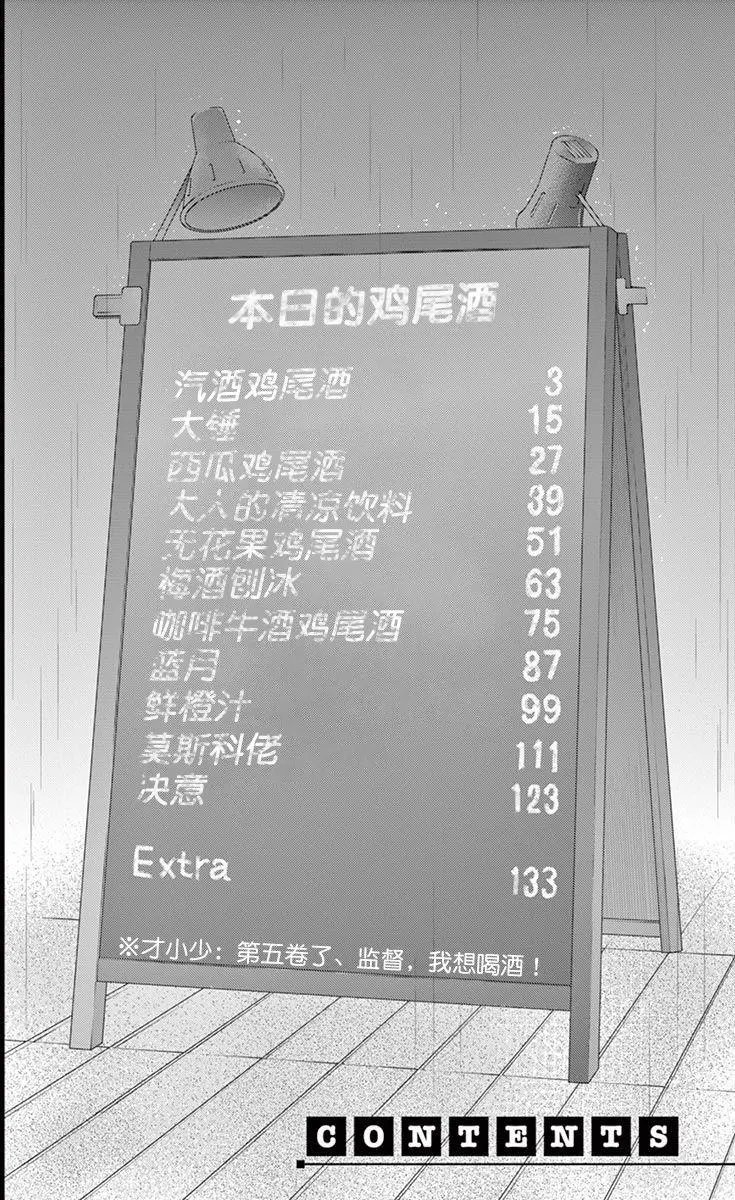 本日的鸡尾酒
汽酒鸡尾酒 3
大锤 15
西瓜鸡尾酒 27
大人的清凉饮料 39
无花果鸡尾酒 51
梅酒刨冰 63
咖啡牛酒鸡尾酒 75
蓝月 87
鲜橙汁 99
莫斯科佬 111
决意 123
Extra 133
※才小少：第五卷了、监督，我想喝酒！
CONTENTS